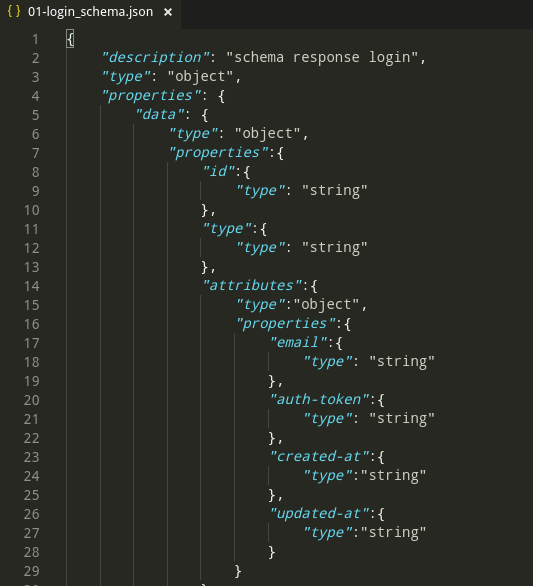 { } 01-login_schema.json ×
1 {
2 "description": "schema response login",
3 "type": "object",
4 "properties": {
5 "data": {
6 "type": "object",
7 "properties":{
8 "id":{
9 "type": "string"
10 },
11 "type":{
12 "type": "string"
13 },
14 "attributes":{
15 "type":"object",
16 "properties":{
17 "email":{
18 "type": "string"
19 },
20 "auth-token":{
21 "type": "string"
22 },
23 "created-at":{
24 "type":"string"
25 },
26 "updated-at":{
27 "type":"string"
28 }
29 }